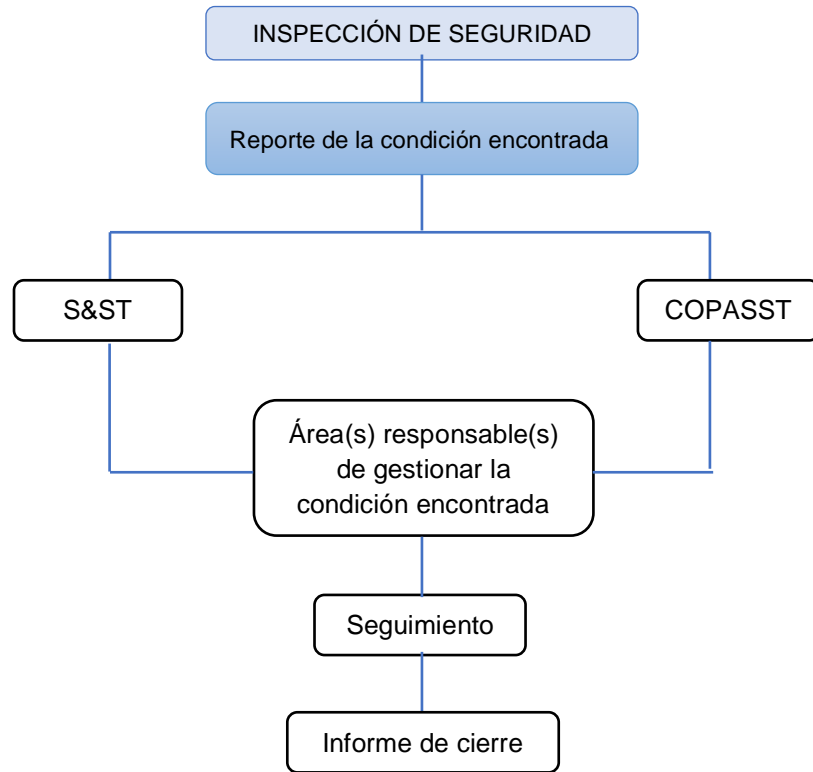 INSPECCIÓN DE SEGURIDAD
Reporte de la condición encontrada
S&ST
COPASST
Área(s) responsable(s)
de gestionar la
condición encontrada
Seguimiento
Informe de cierre